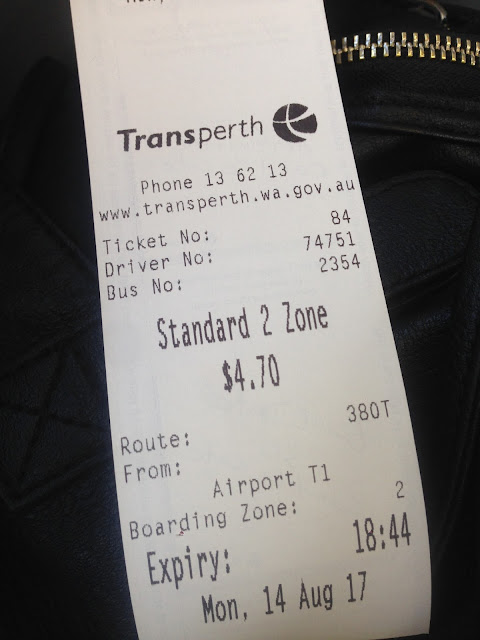 Transperth
Phone 13 62 13
www.transperth.wa.gov.au
Ticket No: 84
Driver No: 74751
Bus No: 2354
Standard 2 Zone
$4.70
Route: 380T
From:
Airport T1
Boarding Zone: 2
Expiry: 18:44
Mon, 14 Aug 17